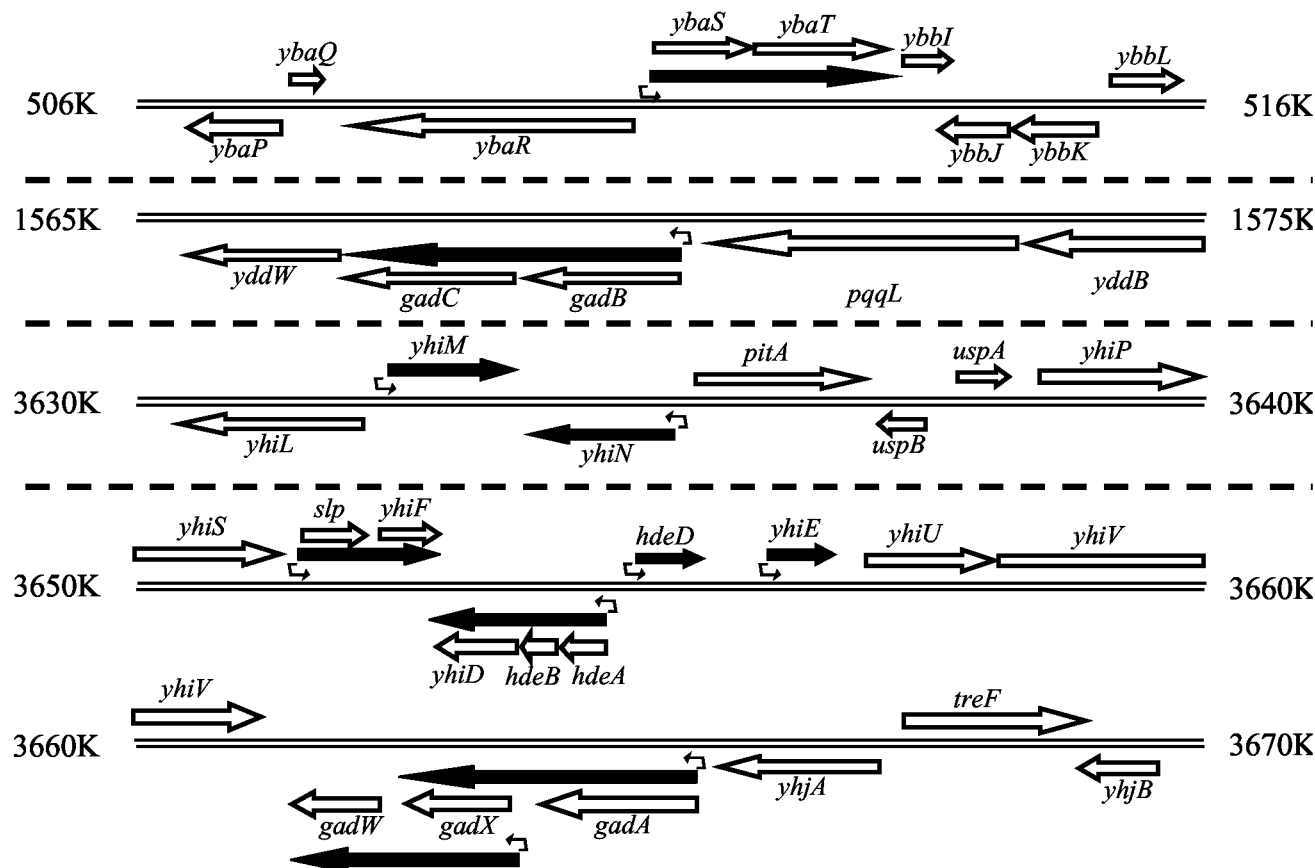 ybaS ybaT
ybaQ ybbI ybbL
506K 516K
ybaP ybaR ybbJ ybbK
1565K 1575K
yddW gadC gadB pqqL yddB
yhiM pitA uspA yhiP
3630K 3640K
yhiL yhiN uspB
yhiS slp yhiF hdeD yhiE yhiU yhiV
3650K 3660K
yhiD hdeB hdeA
yhiV treF
3660K 3670K
yhjA yhjB
gadW gadX gadA